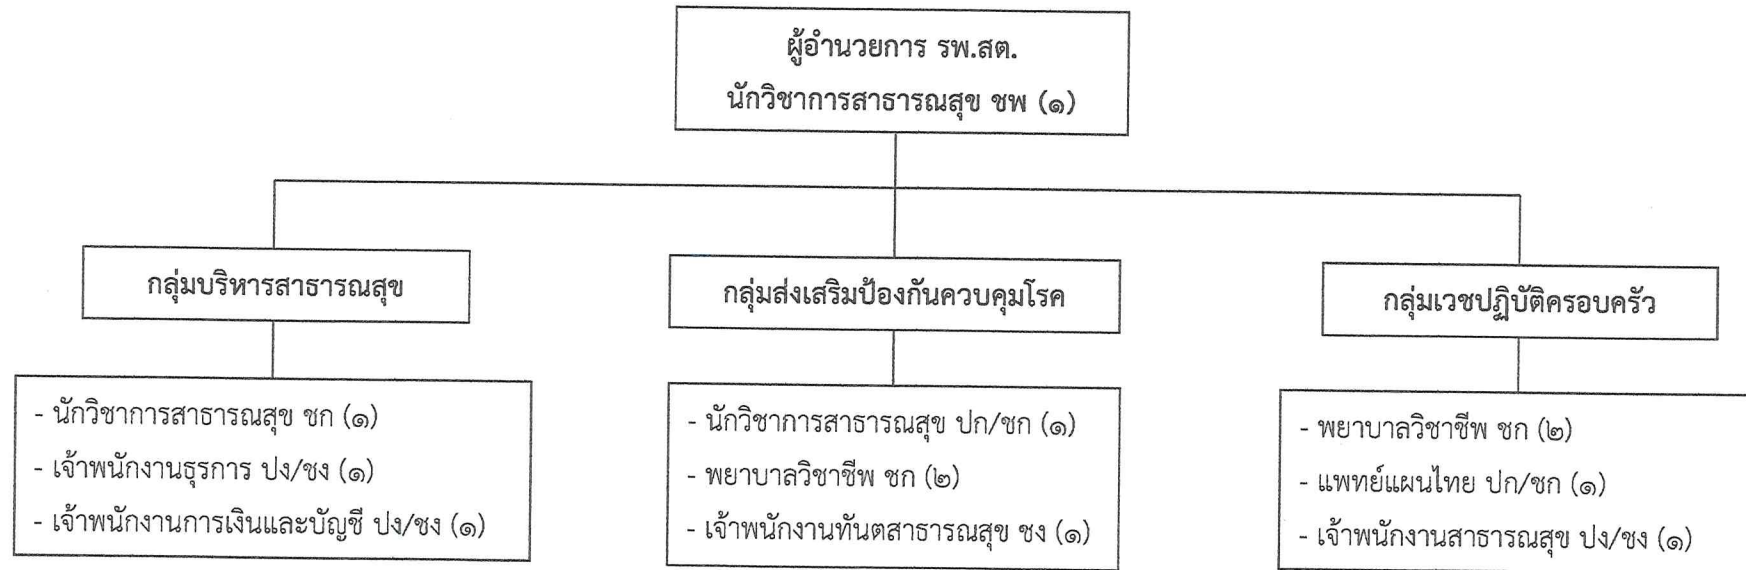 ผู้อำนวยการ รพ.สต.
นักวิชาการสาธารณสุข ชพ (๑)
กลุ่มบริหารสาธารณสุข
- นักวิชาการสาธารณสุข ชก (๑)
- เจ้าพนักงานธุรการ ปง/ชง (๑)
- เจ้าพนักงานการเงินและบัญชี ปง/ชง (๑)
กลุ่มส่งเสริมป้องกันควบคุมโรค
- นักวิชาการสาธารณสุข ปก/ชก (๑)
- พยาบาลวิชาชีพ ชก (๒)
- เจ้าพนักงานทันตสาธารณสุข ชง (๑)
กลุ่มเวชปฏิบัติครอบครัว
- พยาบาลวิชาชีพ ชก (๒)
- แพทย์แผนไทย ปก/ชก (๑)
- เจ้าพนักงานสาธารณสุข ปง/ชง (๑)